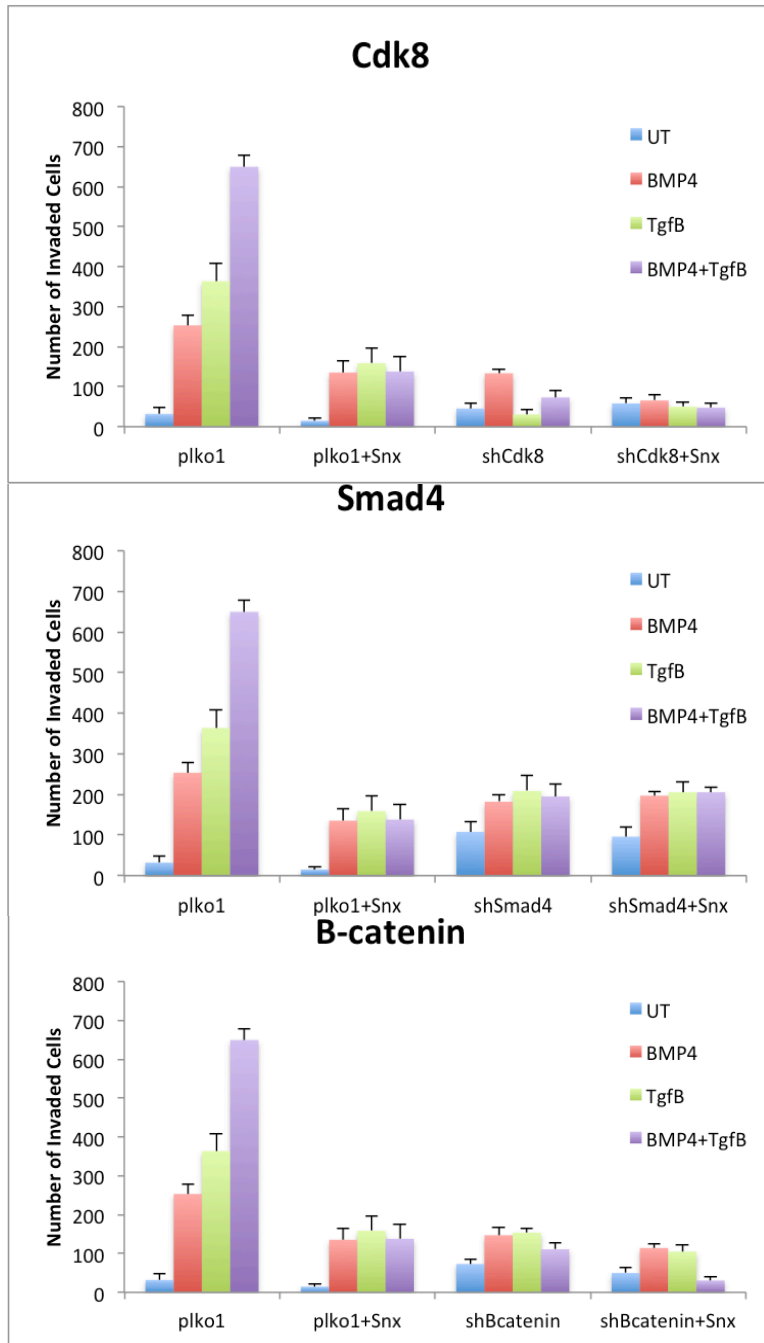 Cdk8
Number of Invaded Cells
800
700
600
500
400
300
200
100
0
UT
BMP4
TgfB
BMP4+TgfB
plko1 plko1+Snx shCdk8 shCdk8+Snx
Smad4
Number of Invaded Cells
800
700
600
500
400
300
200
100
0
UT
BMP4
TgfB
BMP4+TgfB
plko1 plko1+Snx shSmad4 shSmad4+Snx
B-catenin
Number of Invaded Cells
800
700
600
500
400
300
200
100
0
UT
BMP4
TgfB
BMP4+TgfB
plko1 plko1+Snx shBcatenin shBcatenin+Snx